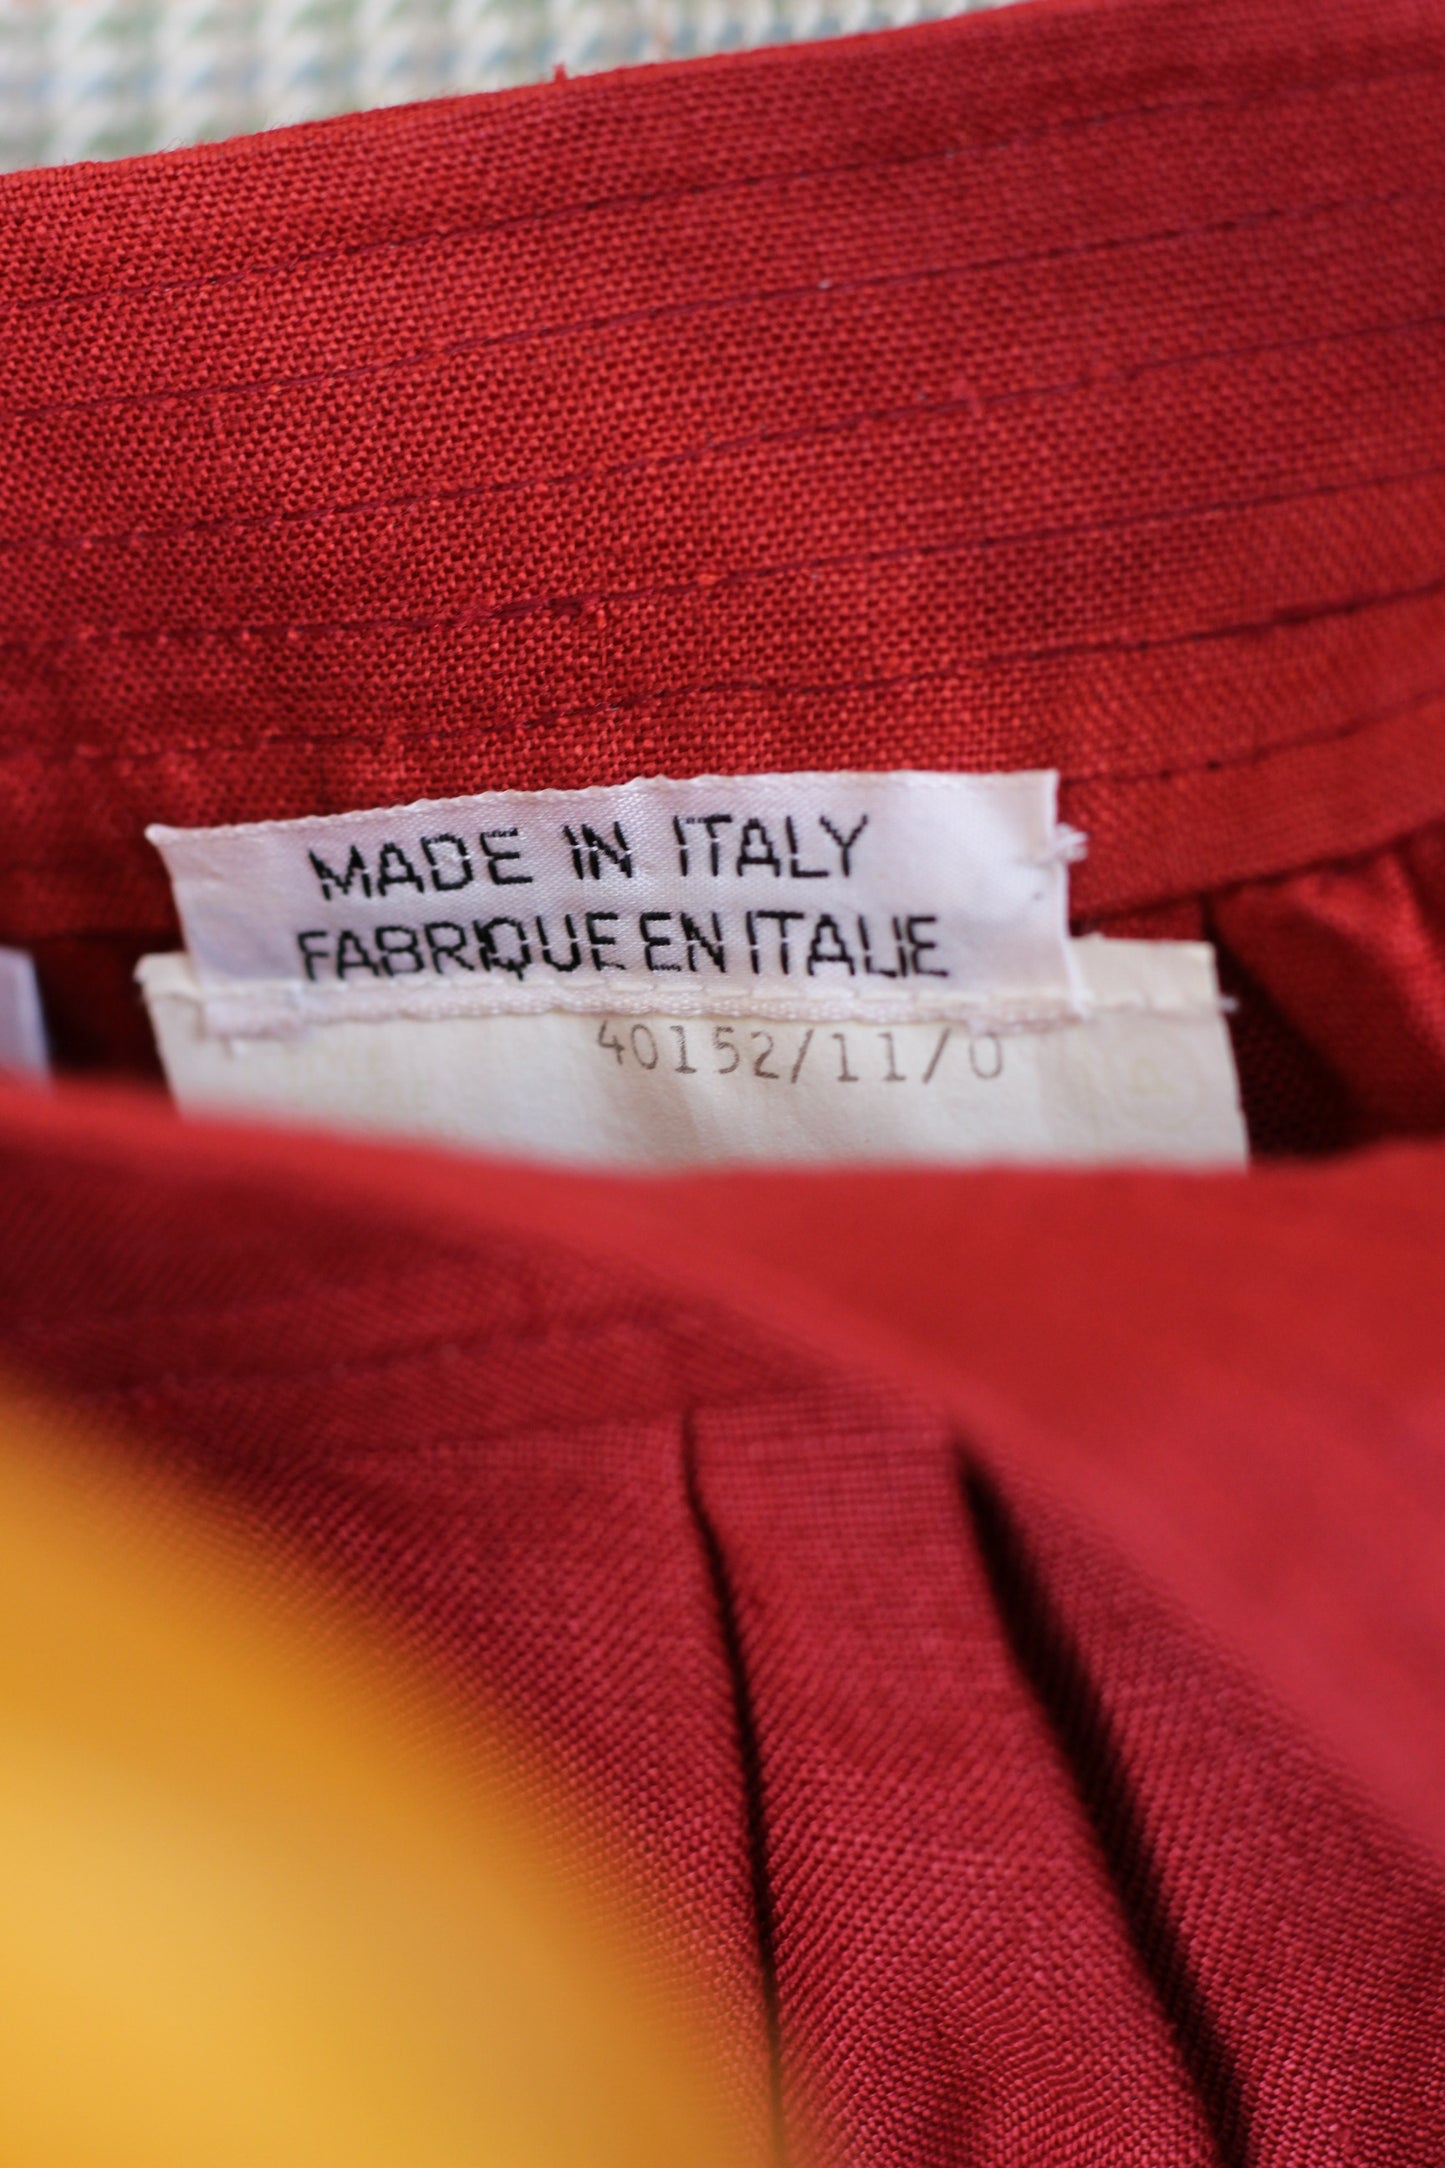 MADE IN ITALY
FABRIQUE EN ITALIE
40152/11/0